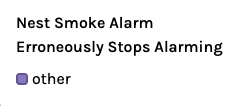 Nest Smoke Alarm
Erroneously Stops Alarming
other